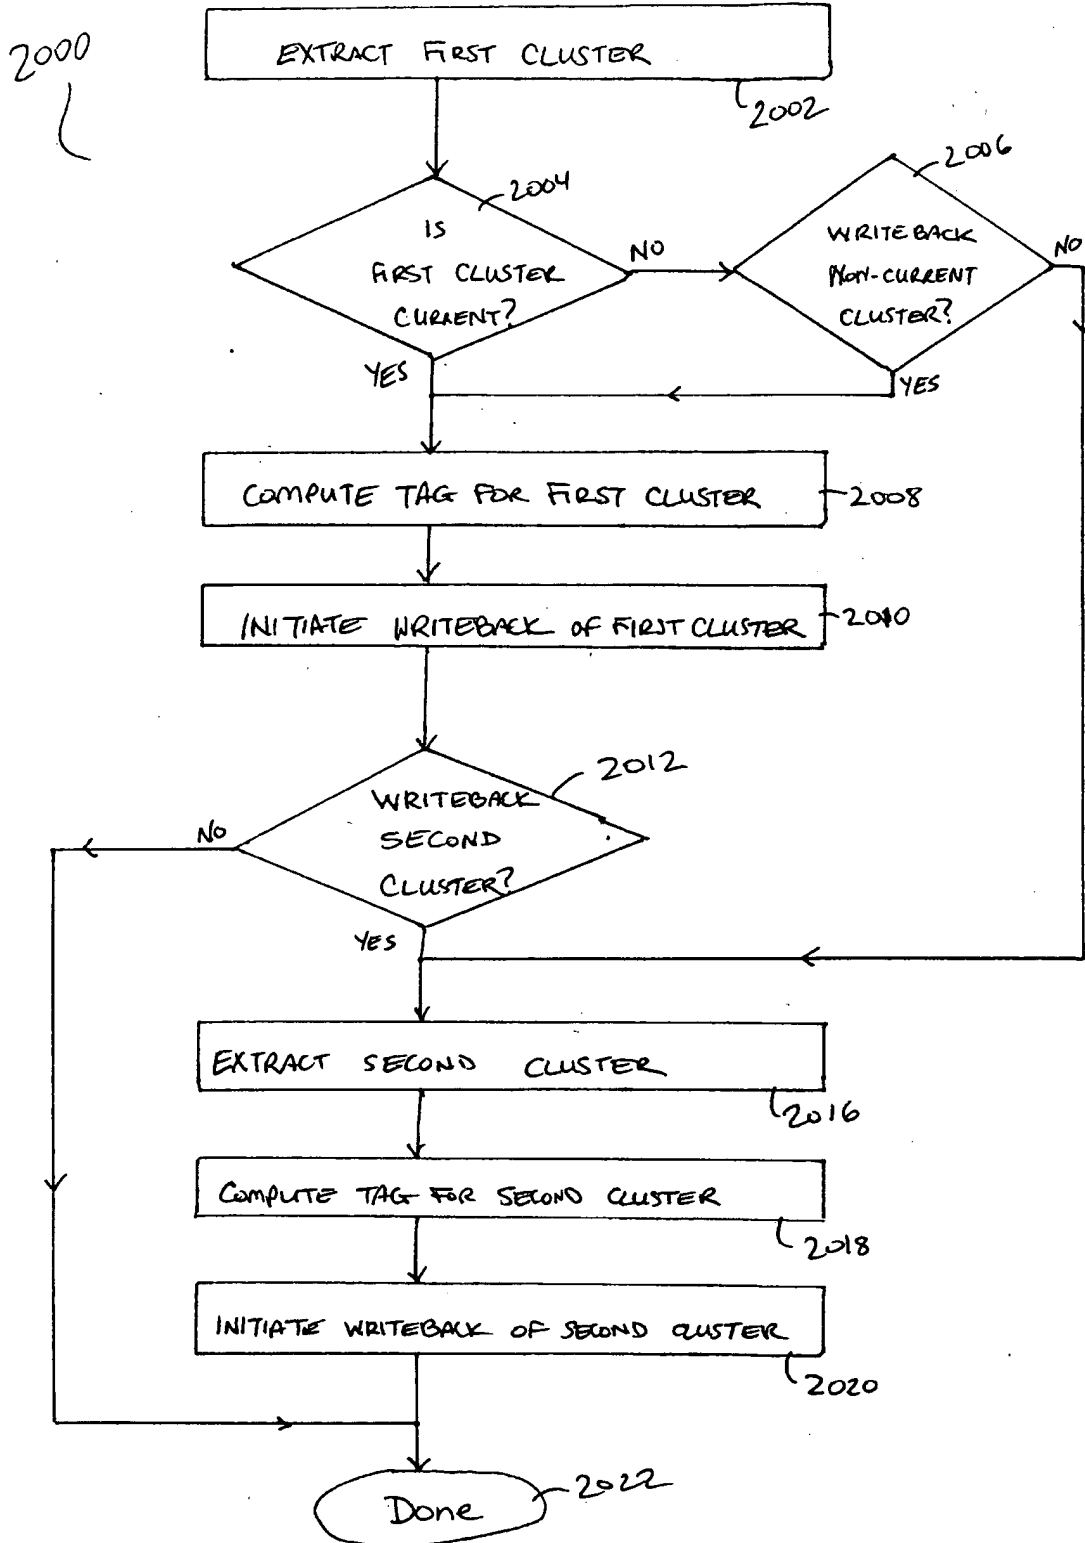 2000
EXTRACT FIRST CLUSTER
2002
2004
IS
FIRST CLUSTER
CURRENT?
NO
YES
2006
WRITEBACK
NON-CURRENT
CLUSTER?
NO
YES
COMPUTE TAG FOR FIRST CLUSTER
2008
INITIATE WRITEBACK OF FIRST CLUSTER
2010
2012
WRITEBACK
SECOND
CLUSTER?
NO
YES
EXTRACT SECOND CLUSTER
2016
COMPUTE TAG FOR SECOND CLUSTER
2018
INITIATE WRITEBACK OF SECOND CLUSTER
2020
Done
2022